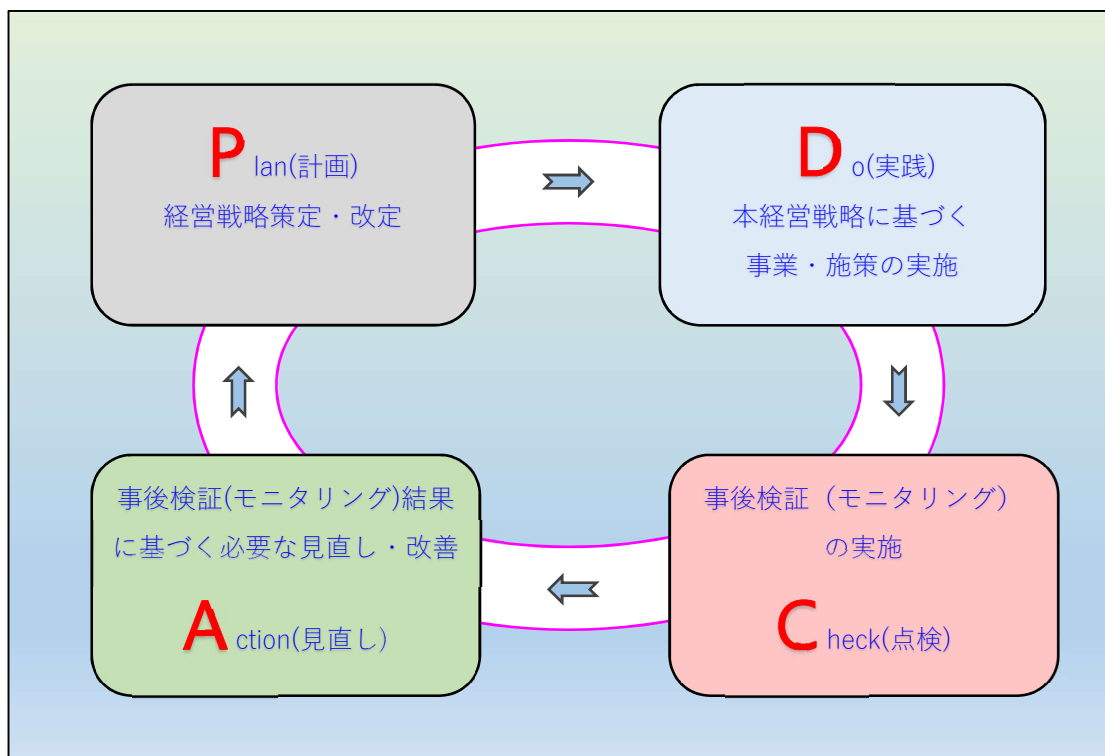 Plan(計画)
経営戦略策定・改定
Do(実践)
本経営戦略に基づく
事業・施策の実施
事後検証(モニタリング)結果
に基づく必要な見直し・改善
Action(見直し)
事後検証（モニタリング）
の実施
Check(点検)